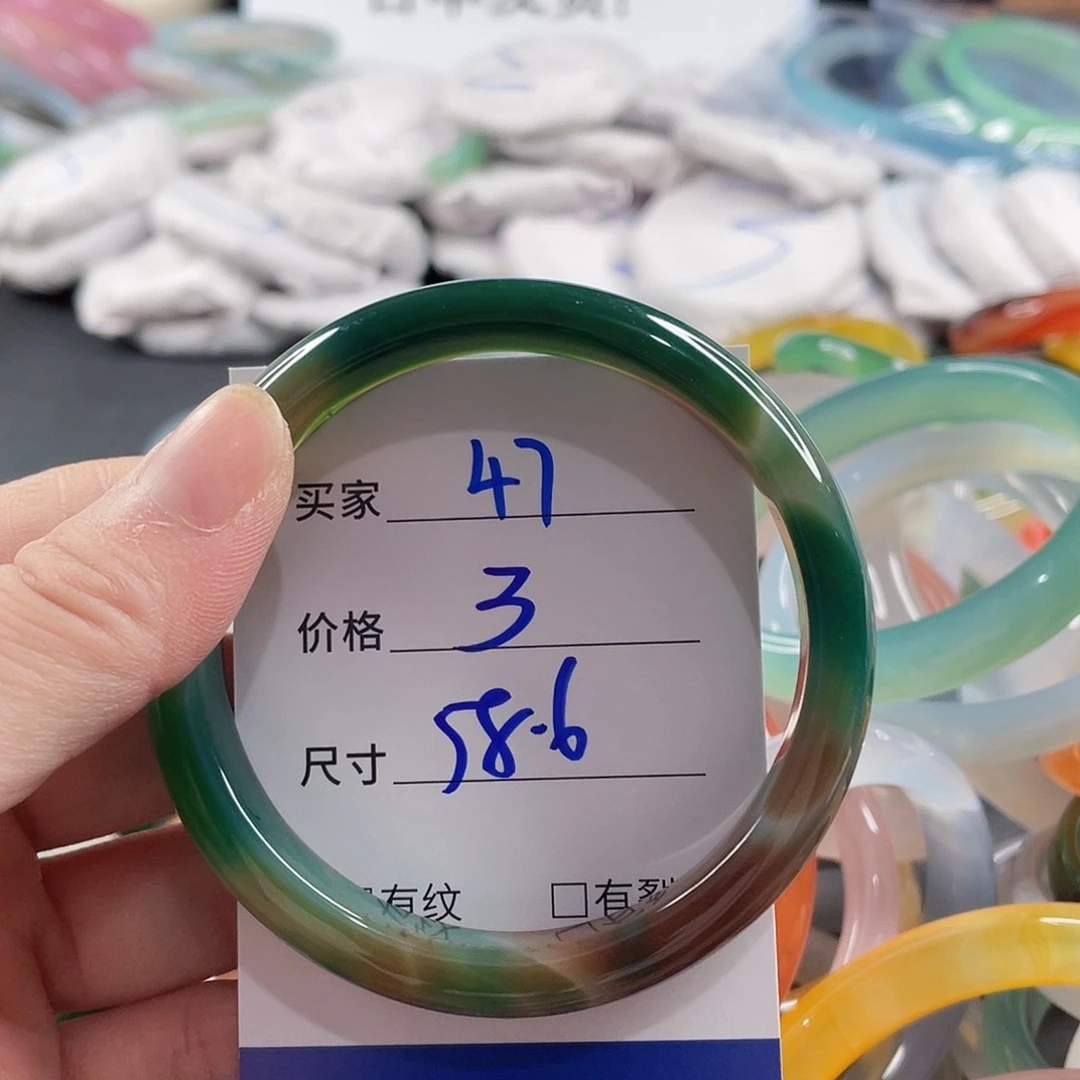 买家 47
价格 3
尺寸 58.6
□有纹 □有裂